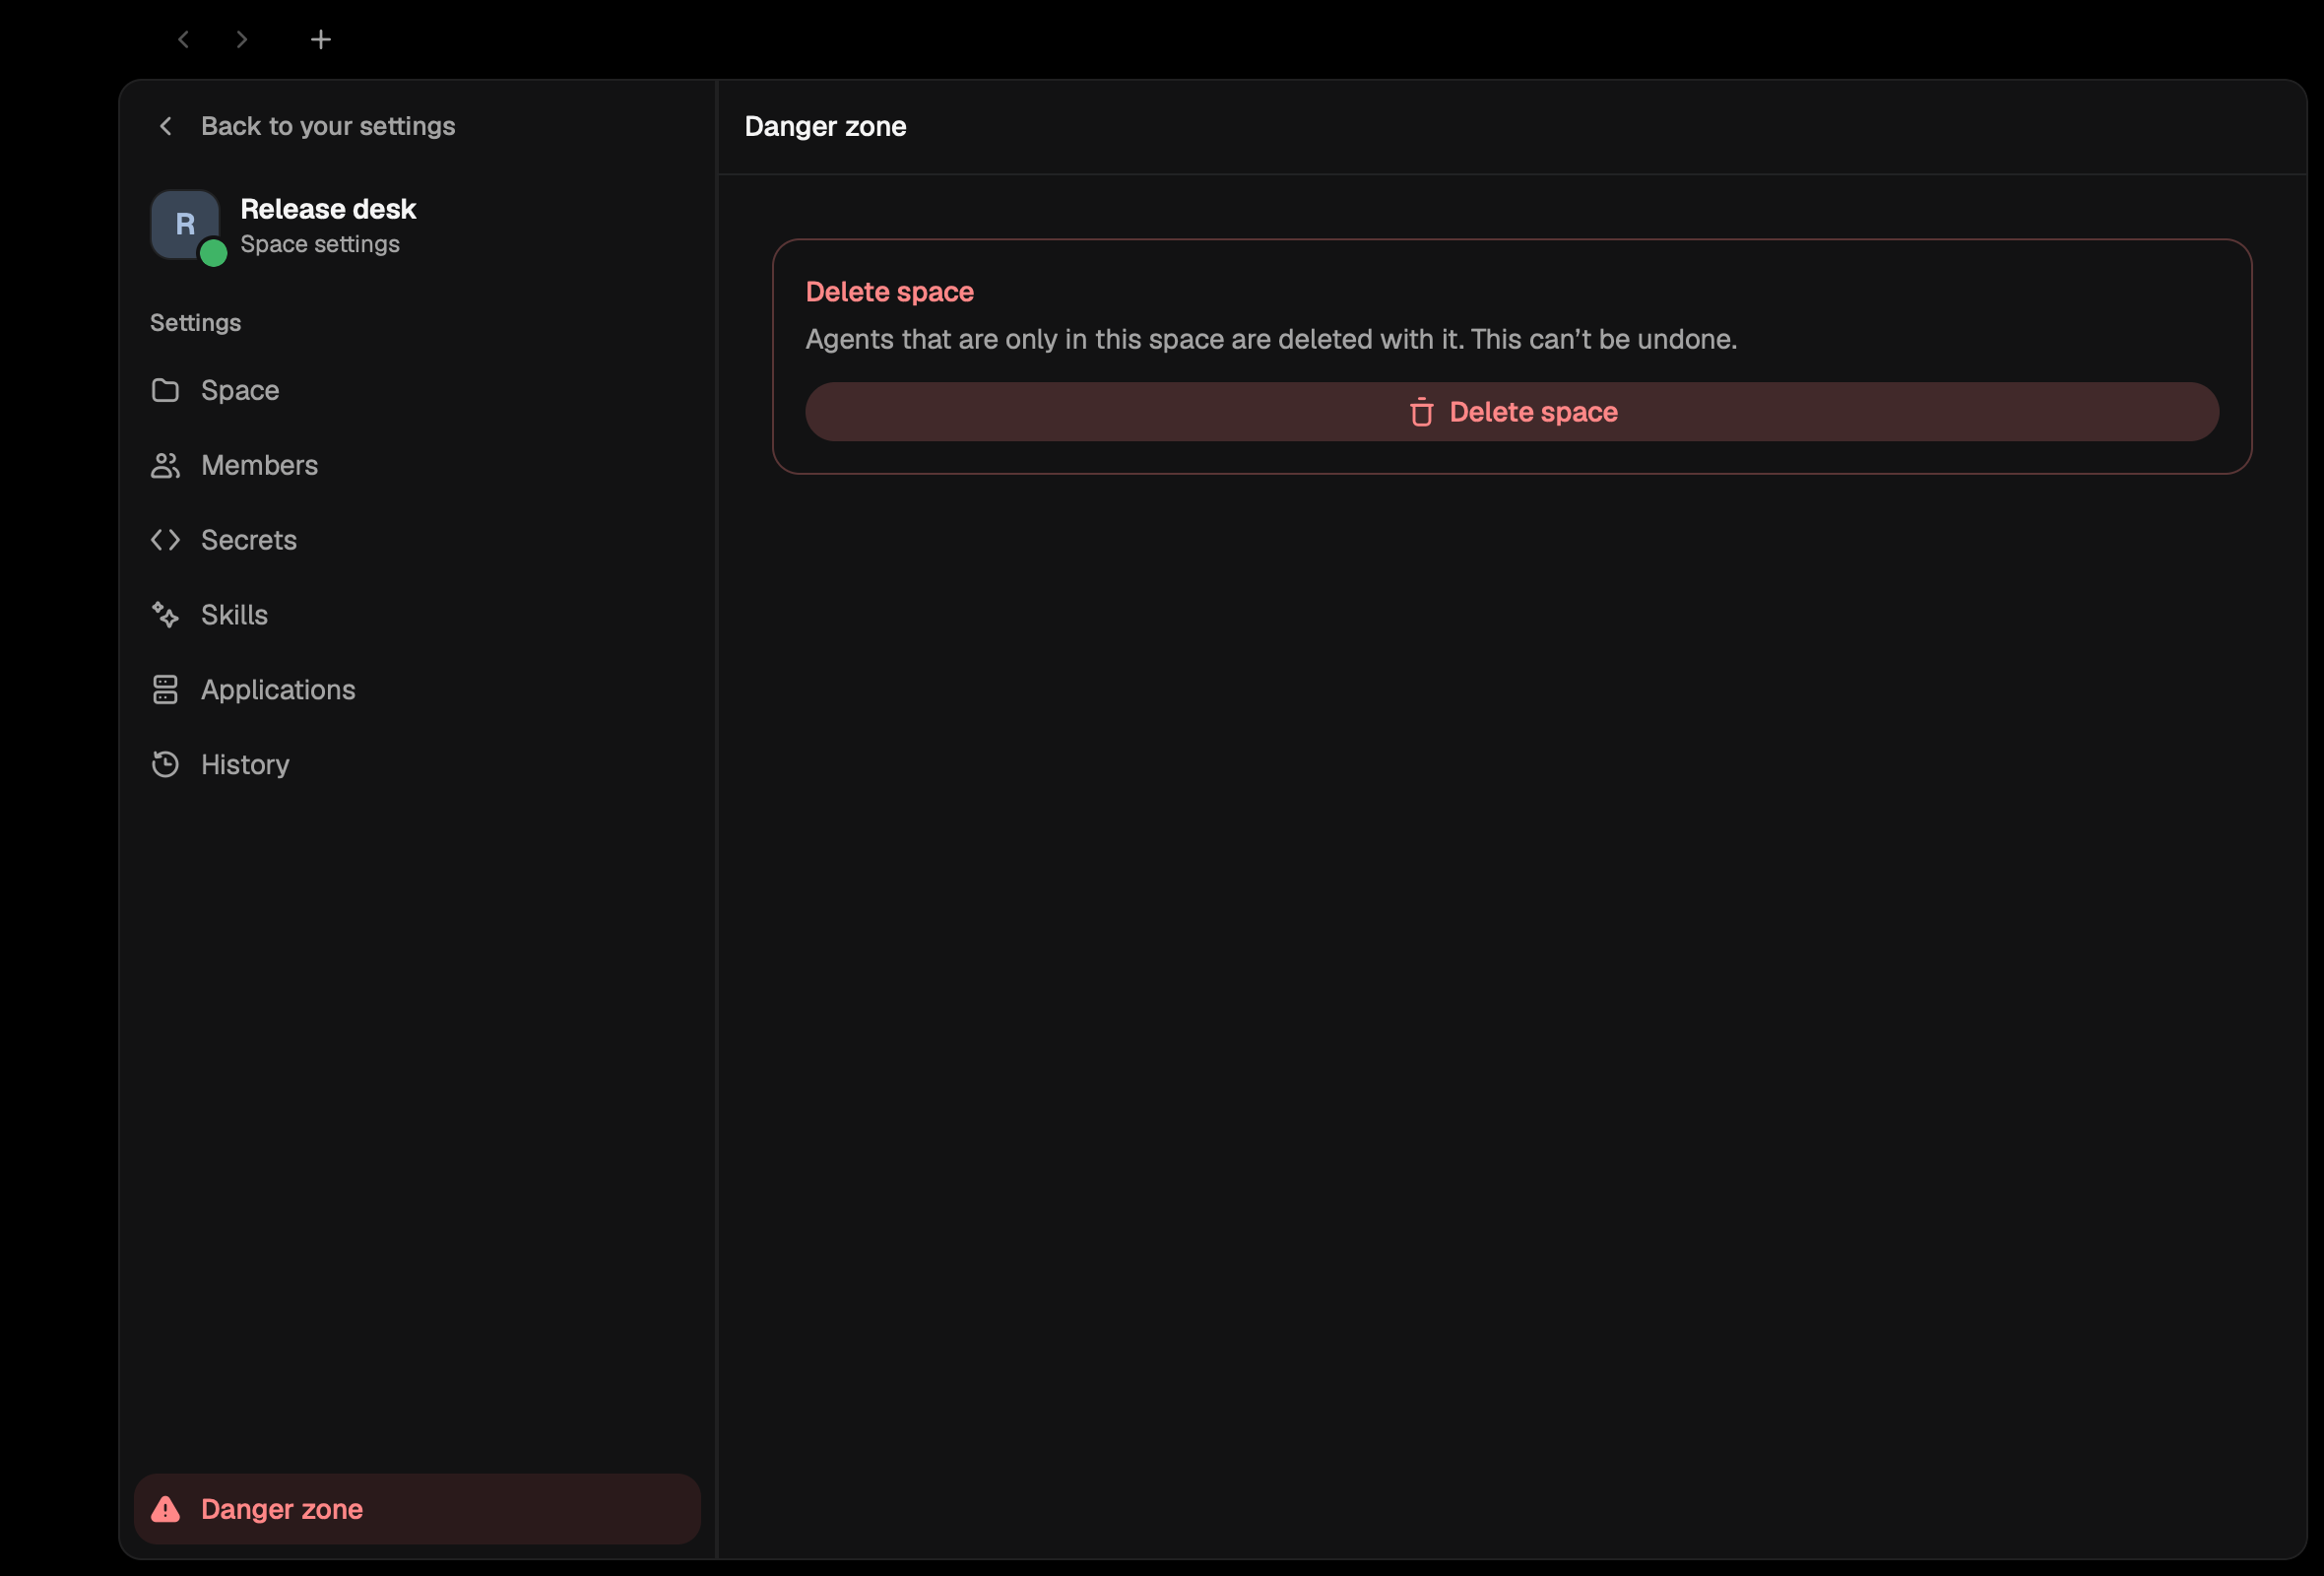 Back to your settings
R
Release desk
Space settings
Settings
Space
Members
Secrets
Skills
Applications
History
Danger zone
Danger zone
Delete space
Agents that are only in this space are deleted with it. This can’t be undone.
Delete space